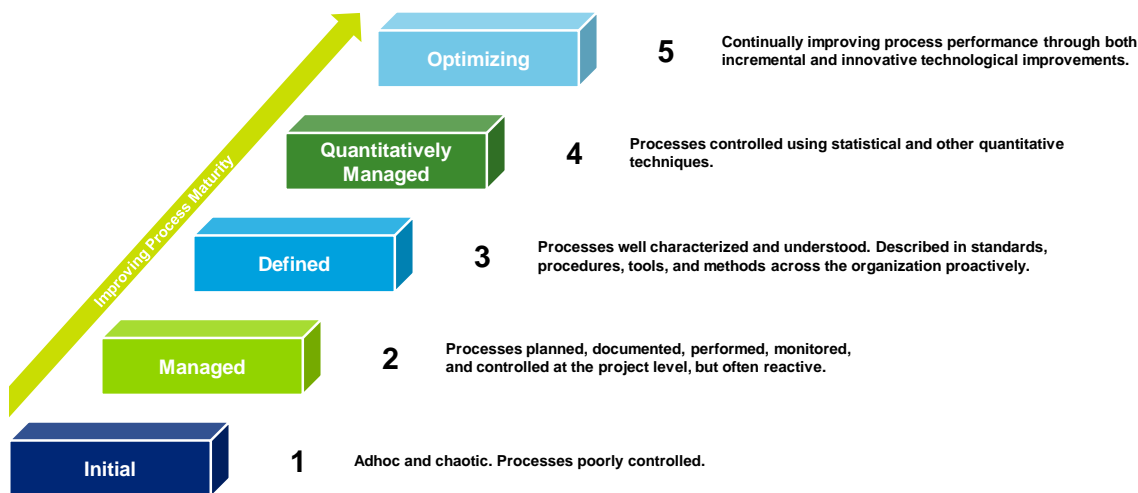 Optimizing
5
Continually improving process performance through both
incremental and innovative technological improvements.
Quantitatively
Managed
4
Processes controlled using statistical and other quantitative
techniques.
Improving Process Maturity
Defined
3
Processes well characterized and understood. Described in standards,
procedures, tools, and methods across the organization proactively.
Managed
2
Processes planned, documented, performed, monitored,
and controlled at the project level, but often reactive.
Initial
1
Adhoc and chaotic. Processes poorly controlled.